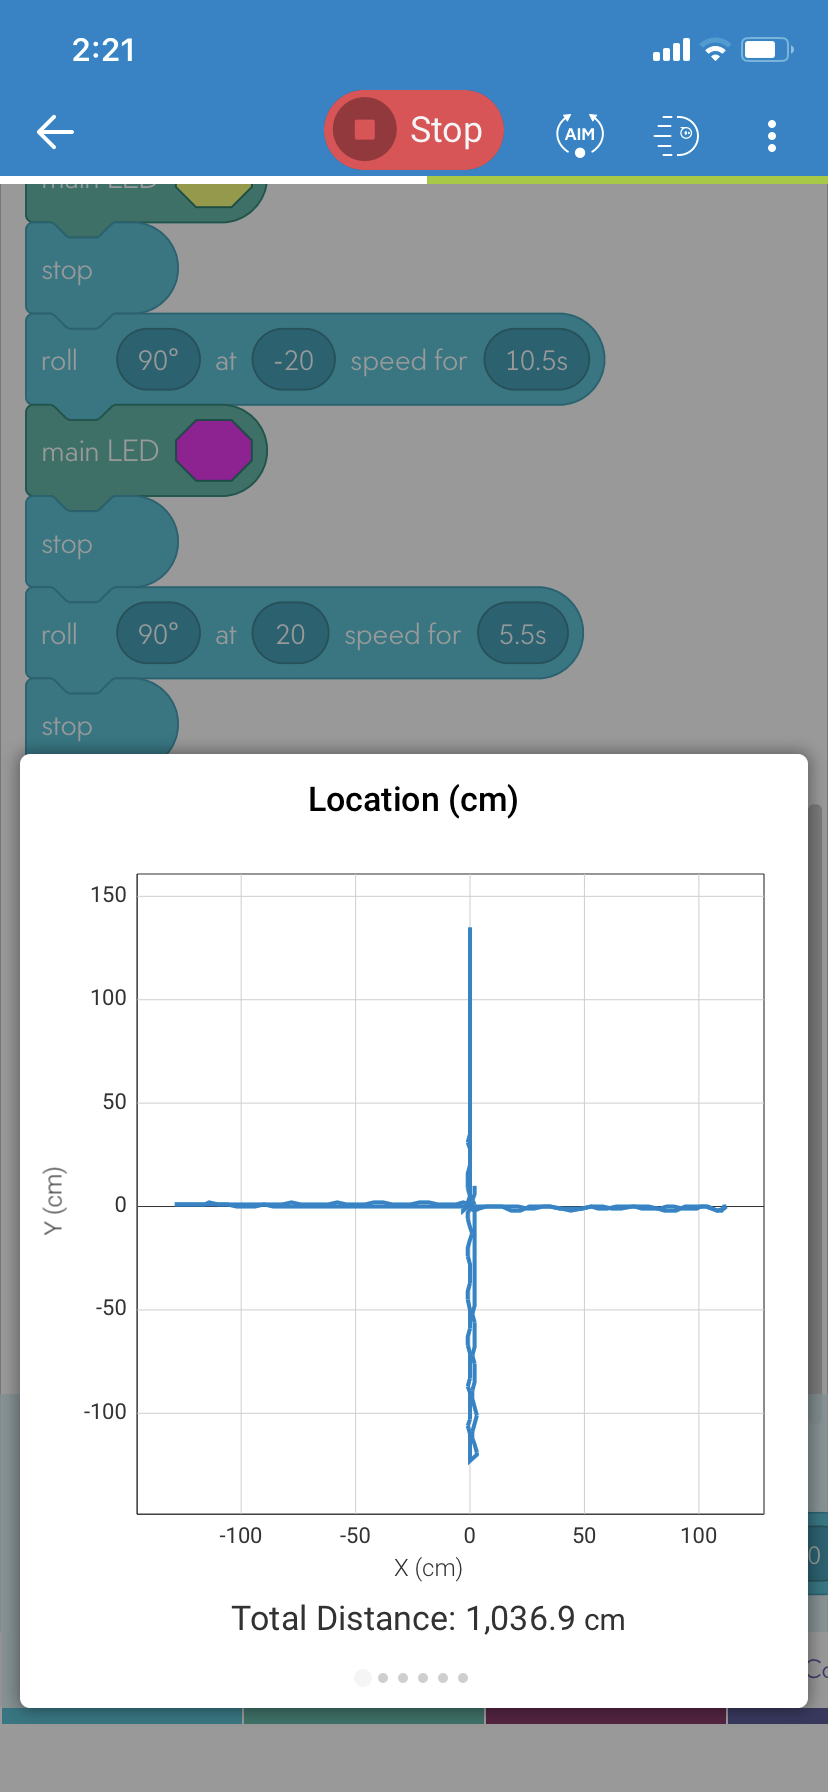 2:21
Stop
AIM
main LED
stop
roll 90° at -20 speed for 10.5s
main LED
stop
roll 90° at 20 speed for 5.5s
stop
Location (cm)
150
100
50
0
-50
-100
Y (cm)
-100 -50 0 50 100
X (cm)
Total Distance: 1,036.9 cm